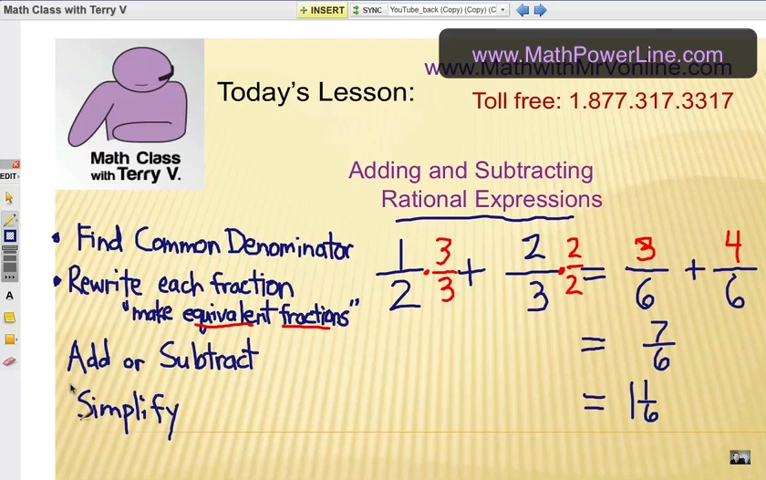 Math Class with Terry V
INSERT
SYNC
YouTube_back (Copy) (Copy) (C
www.MathPowerLine.com
www.MathwithMrVonline.com
Today's Lesson:
Toll free: 1.877.317.3317
Math Class
with Terry V.
EDIT
Adding and Subtracting
Rational Expressions
• Find Common Denominator
• Rewrite each fraction
"make equivalent fractions"
Add or Subtract
Simplify
1/2 · 3/3 + 2/3 · 2/2 = 3/6 + 4/6
= 7/6
= 1 1/6
A